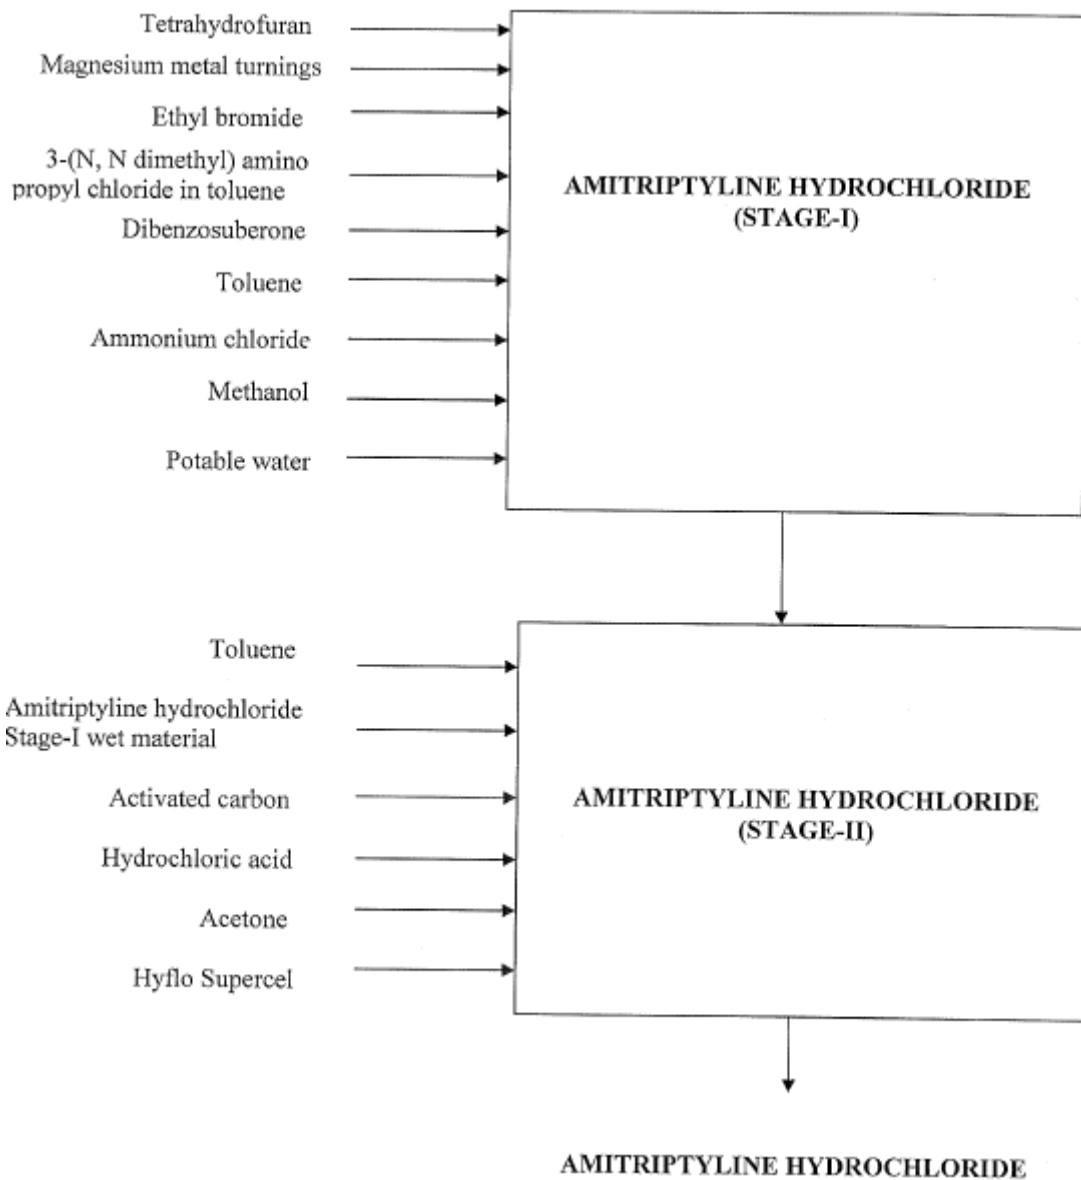 Tetrahydrofuran
Magnesium metal turnings
Ethyl bromide
3-(N, N dimethyl) amino
propyl chloride in toluene
Dibenzosuberone
Toluene
Ammonium chloride
Methanol
Potable water
AMITRIPTYLINE HYDROCHLORIDE
(STAGE-I)
Toluene
Amitriptyline hydrochloride
Stage-I wet material
Activated carbon
Hydrochloric acid
Acetone
Hyflo Supercel
AMITRIPTYLINE HYDROCHLORIDE
(STAGE-II)
AMITRIPTYLINE HYDROCHLORIDE